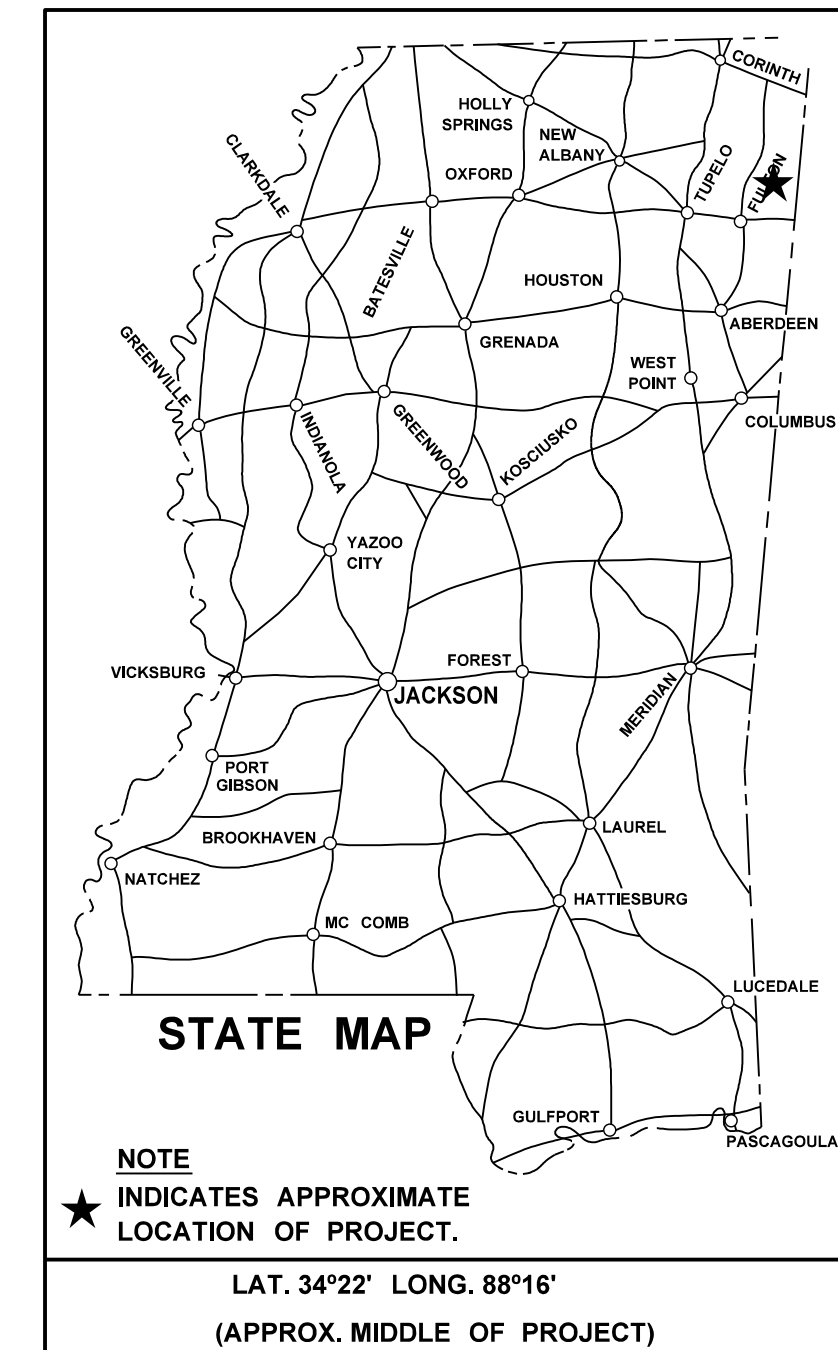 CORINTH
HOLLY
SPRINGS
NEW
ALBANY
CLARKDALE
OXFORD
TUPELO
FULTON
BATESVILLE
HOUSTON
GREENVILLE
ABERDEEN
GRENADA
WEST
POINT
INDIANOLA
GREENWOOD
KOSCIUSKO
COLUMBUS
YAZOO
CITY
VICKSBURG
FOREST
JACKSON
MERIDIAN
PORT
GIBSON
BROOKHAVEN
LAUREL
NATCHEZ
HATTIESBURG
MC COMB
LUCEDALE
STATE MAP
GULFPORT
PASCAGOULA
NOTE
INDICATES APPROXIMATE
LOCATION OF PROJECT.
LAT. 34º22' LONG. 88º16'
(APPROX. MIDDLE OF PROJECT)